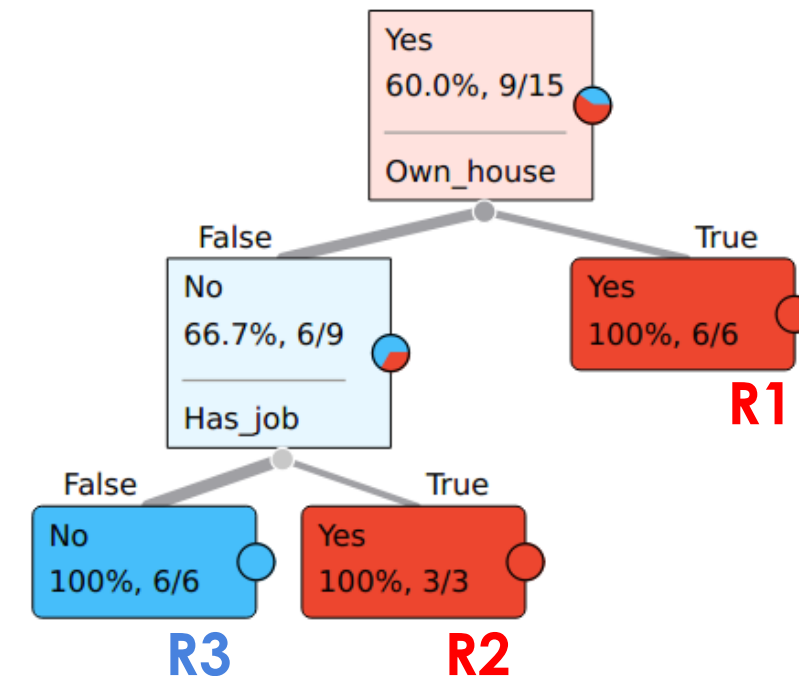 Yes
60.0%, 9/15
Own_house
False
True
No
66.7%, 6/9
Has_job
Yes
100%, 6/6
R1
False
True
No
100%, 6/6
Yes
100%, 3/3
R3
R2